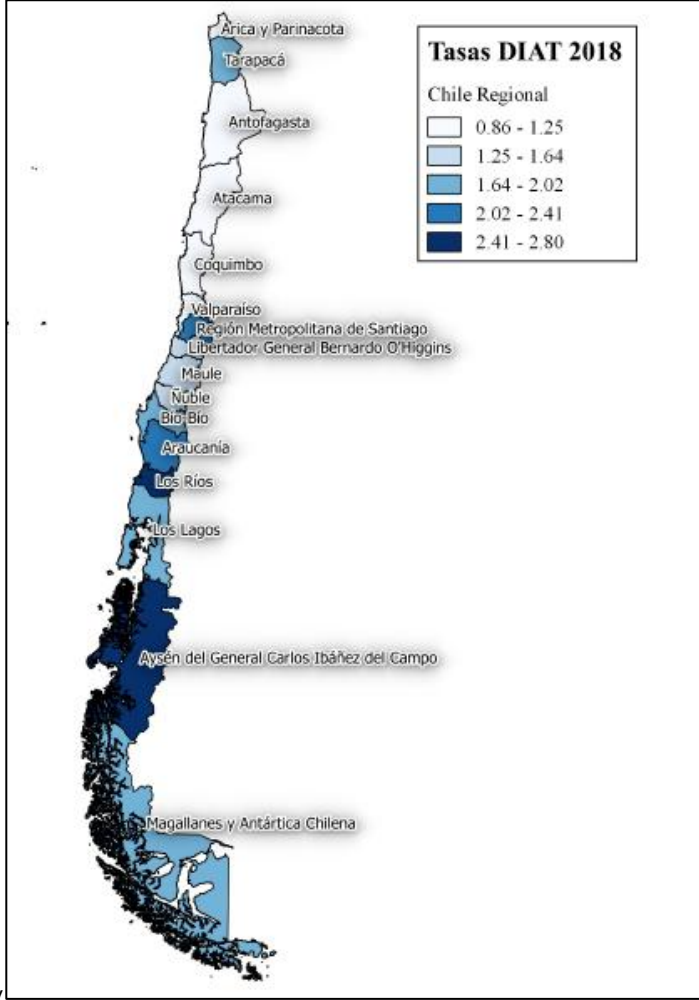 Arica y Parinacota
Tarapacá
Antofagasta
Atacama
Coquimbo
Valparaíso
Región Metropolitana de Santiago
Libertador General Bernardo O'Higgins
Maule
Ñuble
Bío-Bío
Araucanía
Los Ríos
Los Lagos
Aysén del General Carlos Ibáñez del Campo
Magallanes y Antártica Chilena
Tasas DIAT 2018
Chile Regional
0.86 - 1.25
1.25 - 1.64
1.64 - 2.02
2.02 - 2.41
2.41 - 2.80